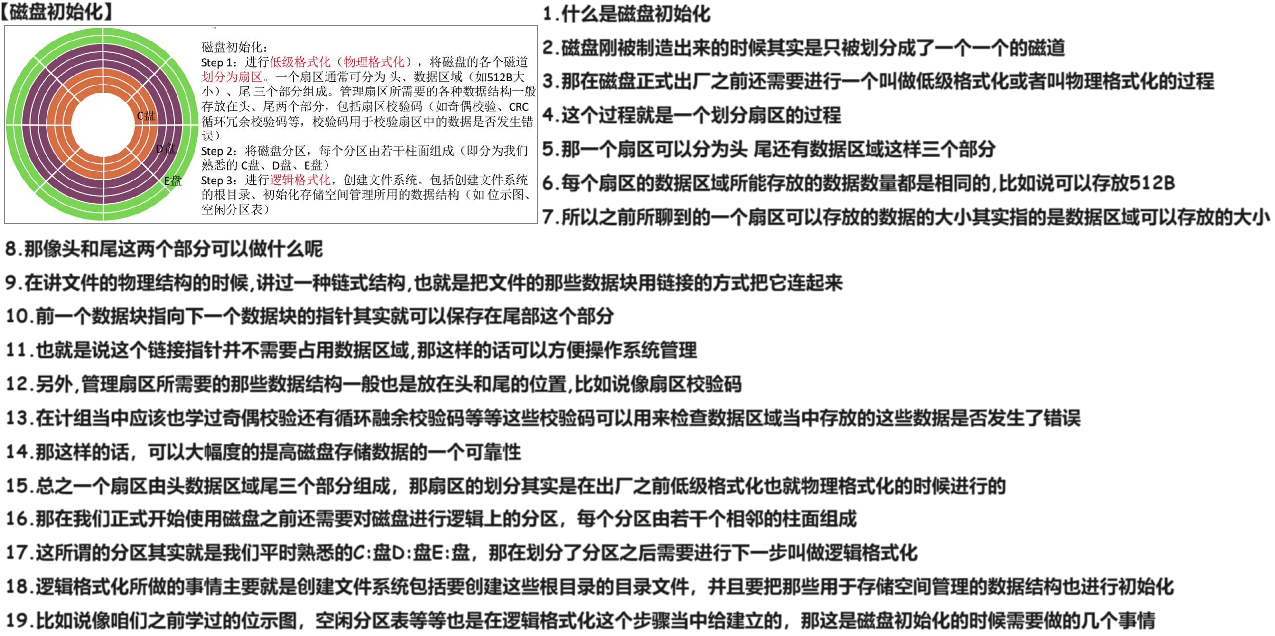 【磁盘初始化】
C盘
D盘
E盘
磁盘初始化：
Step 1：进行低级格式化（物理格式化），将磁盘的各个磁道
划分为扇区。一个扇区通常可分为 头、数据区域（如512B大
小）、尾 三个部分组成。管理扇区所需要的各种数据结构一般
存放在头、尾两个部分，包括扇区校验码（如奇偶校验、CRC
循环冗余校验码等，校验码用于校验扇区中的数据是否发生错
误）
Step 2：将磁盘分区，每个分区由若干柱面组成（即分为我们
熟悉的 C盘、D盘、E盘）
Step 3：进行逻辑格式化，创建文件系统。包括创建文件系统
的根目录、初始化存储空间管理所用的数据结构（如 位示图、
空闲分区表）
1.什么是磁盘初始化
2.磁盘刚被制造出来的时候其实是只被划分成了一个一个的磁道
3.那在磁盘正式出厂之前还需要进行一个叫做低级格式化或者叫物理格式化的过程
4.这个过程就是一个划分扇区的过程
5.那一个扇区可以分为头 尾还有数据区域这样三个部分
6.每个扇区的数据区域所能存放的数据数量都是相同的,比如说可以存放512B
7.所以之前所聊到的一个扇区可以存放的数据的大小其实指的是数据区域可以存放的大小
8.那像头和尾这两个部分可以做什么呢
9.在讲文件的物理结构的时候,讲过一种链式结构,也就是把文件的那些数据块用链接的方式把它连起来
10.前一个数据块指向下一个数据块的指针其实就可以保存在尾部这个部分
11.也就是说这个链接指针并不需要占用数据区域,那这样的话可以方便操作系统管理
12.另外,管理扇区所需要的那些数据结构一般也是放在头和尾的位置,比如说像扇区校验码
13.在计组当中应该也学过奇偶校验还有循环融余校验码等等这些校验码可以用来检查数据区域当中存放的这些数据是否发生了错误
14.那这样的话，可以大幅度的提高磁盘存储数据的一个可靠性
15.总之一个扇区由头数据区域尾三个部分组成，那扇区的划分其实是在出厂之前低级格式化也就物理格式化的时候进行的
16.那在我们正式开始使用磁盘之前还需要对磁盘进行逻辑上的分区，每个分区由若干个相邻的柱面组成
17.这所谓的分区其实就是我们平时熟悉的C:盘D:盘E:盘，那在划分了分区之后需要进行下一步叫做逻辑格式化
18.逻辑格式化所做的事情主要就是创建文件系统包括要创建这些根目录的目录文件，并且要把那些用于存储空间管理的数据结构也进行初始化
19.比如说像咱们之前学过的位示图，空闲分区表等等也是在逻辑格式化这个步骤当中给建立的，那这是磁盘初始化的时候需要做的几个事情